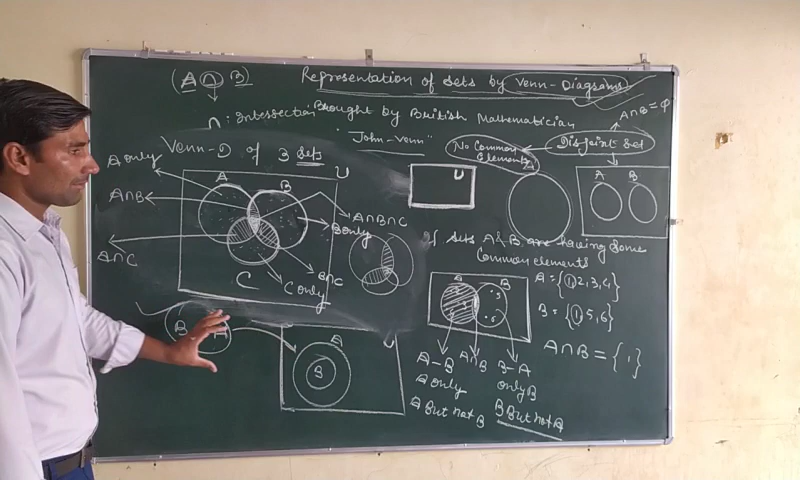 (A ∩ B)
Representation of sets by Venn-Diagrams
∩: Intersection
Brought by British Mathematician
"John-Venn"
A∩B=φ
No Common Elements
Disjoint Set
Venn-D of 3 Sets
U
A only
A
B
A∩B
A∩C
C
A∩B∩C
B only
B∩C
C only
U
A B
If sets A & B are having some
Common elements
A B
5
6
A = {1, 2, 3, 4}
B = {1, 5, 6}
A∩B = {1}
A-B A∩B B-A
A only only B
A But not B B But not A
B A
A
B
U